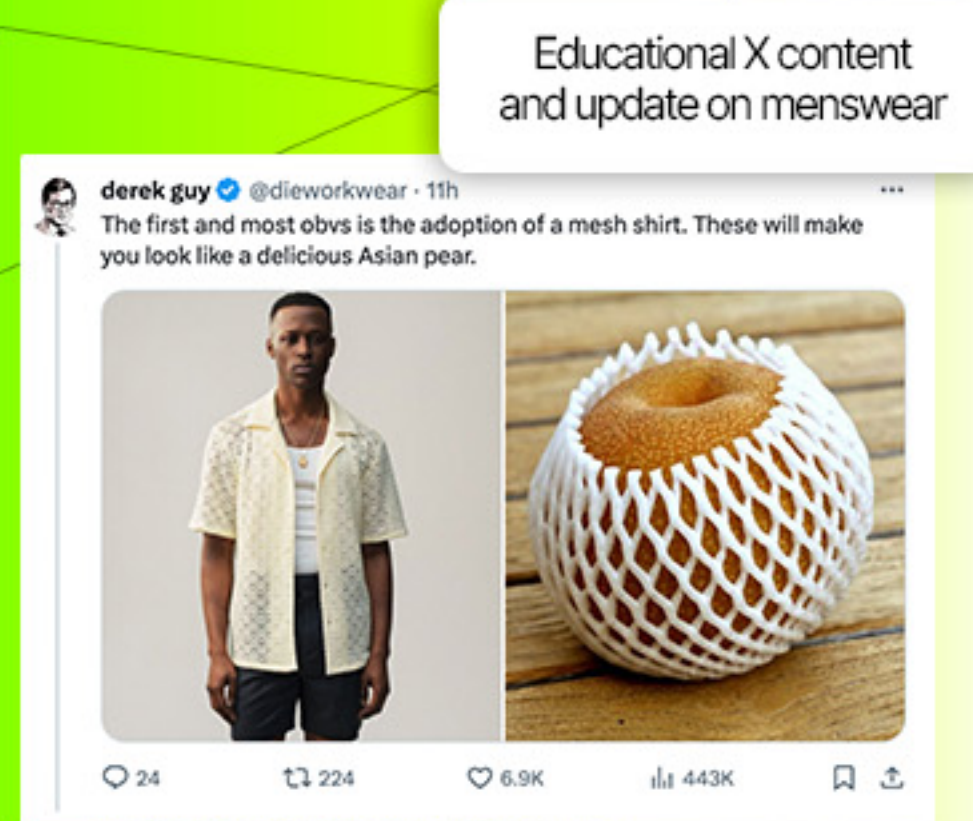 Educational X content
and update on menswear
derek guy @dieworkwear · 11h
The first and most obvs is the adoption of a mesh shirt. These will make
you look like a delicious Asian pear.
24 224 6.9K 443K